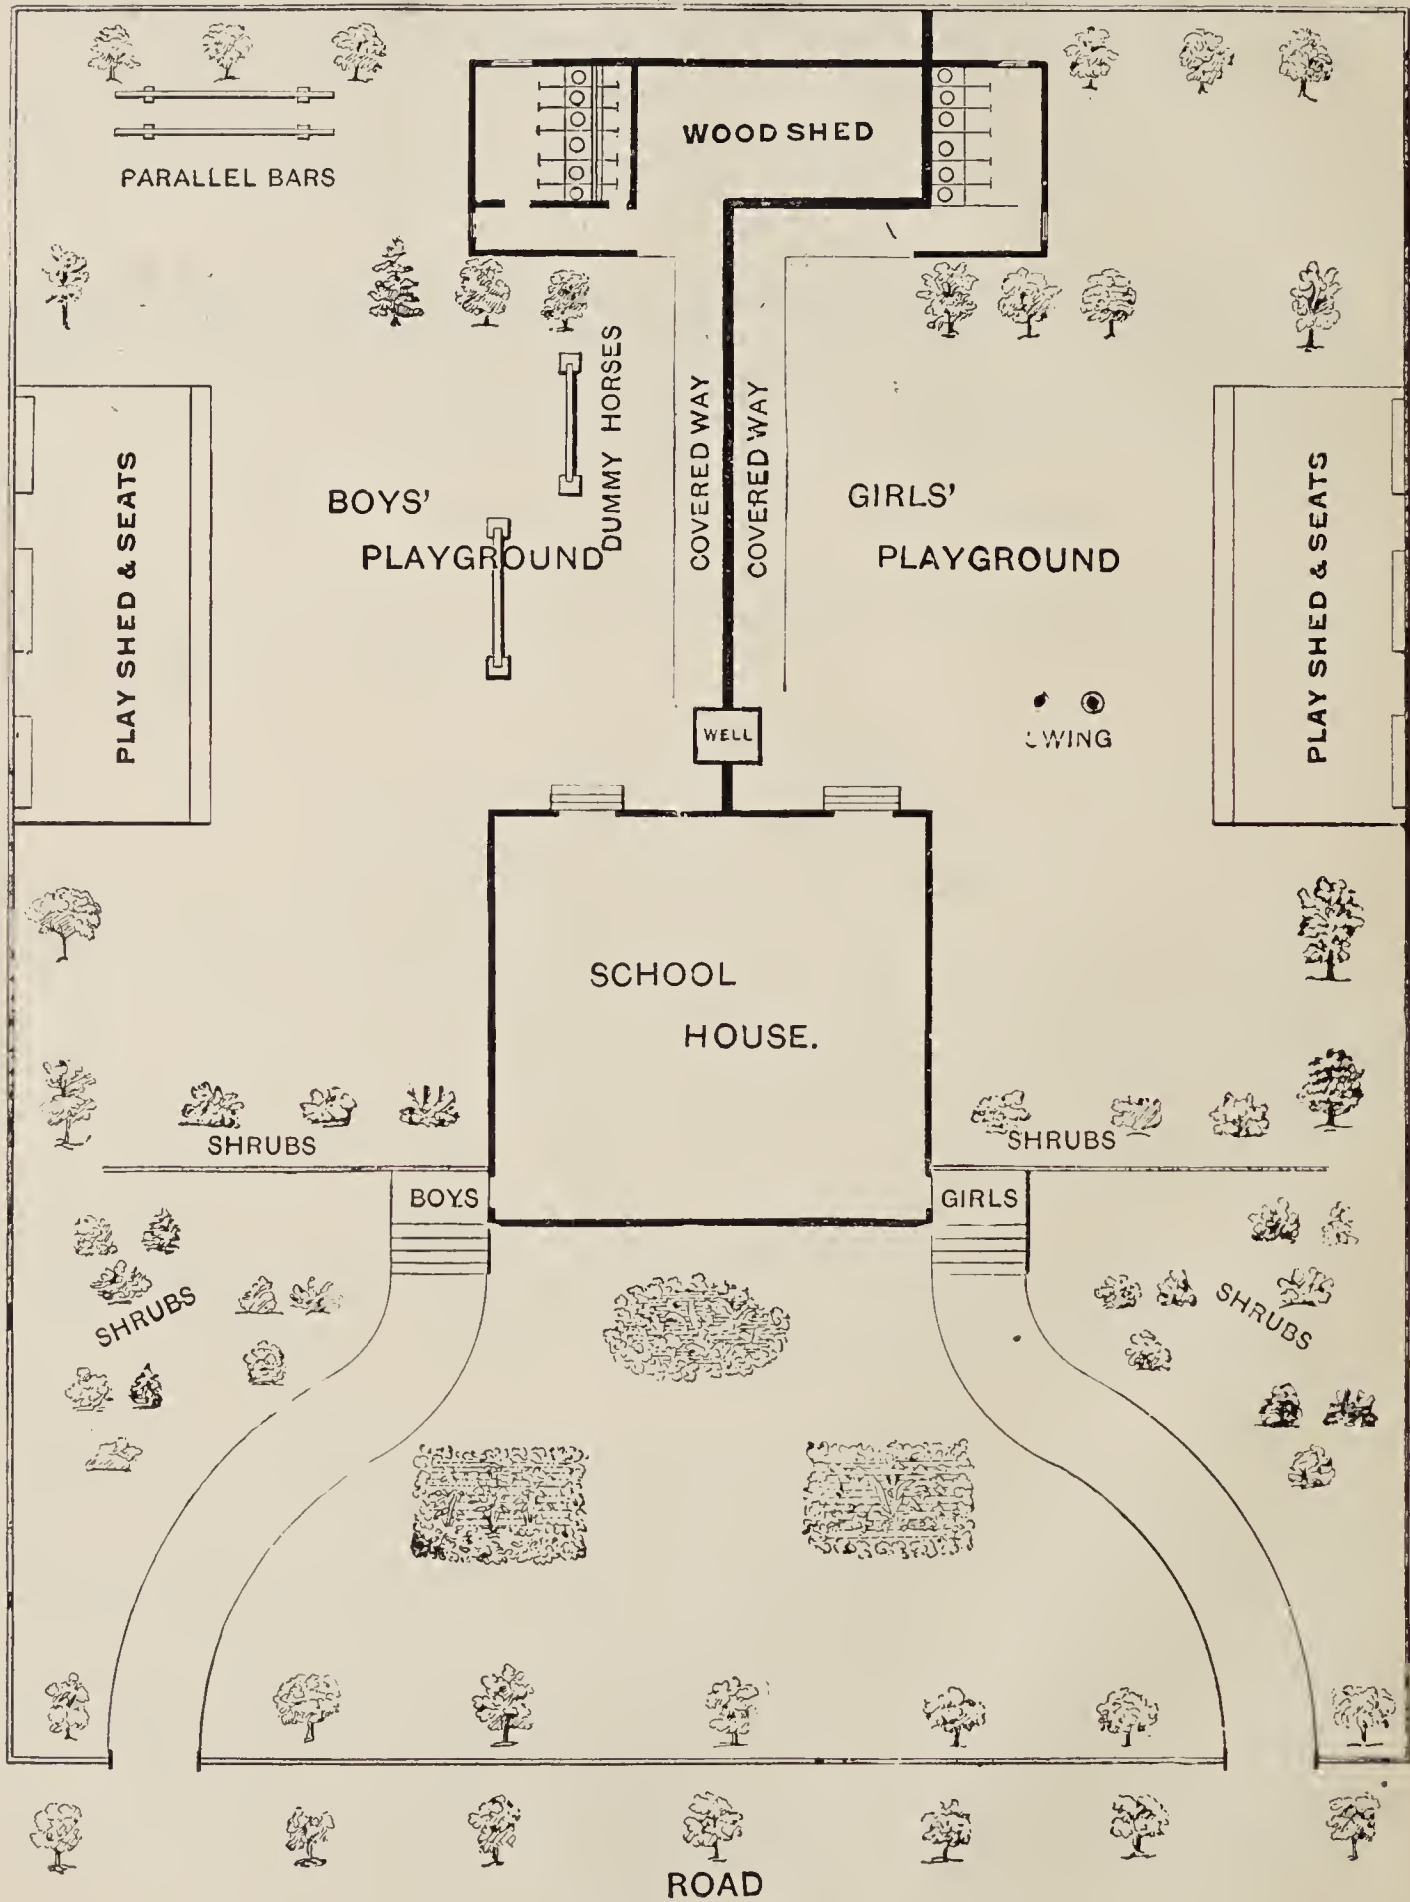 WOOD SHED
PARALLEL BARS
DUMMY HORSES
COVERED WAY
COVERED WAY
PLAY SHED & SEATS
BOYS'
PLAYGROUND
GIRLS'
PLAYGROUND
PLAY SHED & SEATS
WELL
SWING
SCHOOL
HOUSE.
SHRUBS
SHRUBS
BOYS
GIRLS
SHRUBS
SHRUBS
ROAD